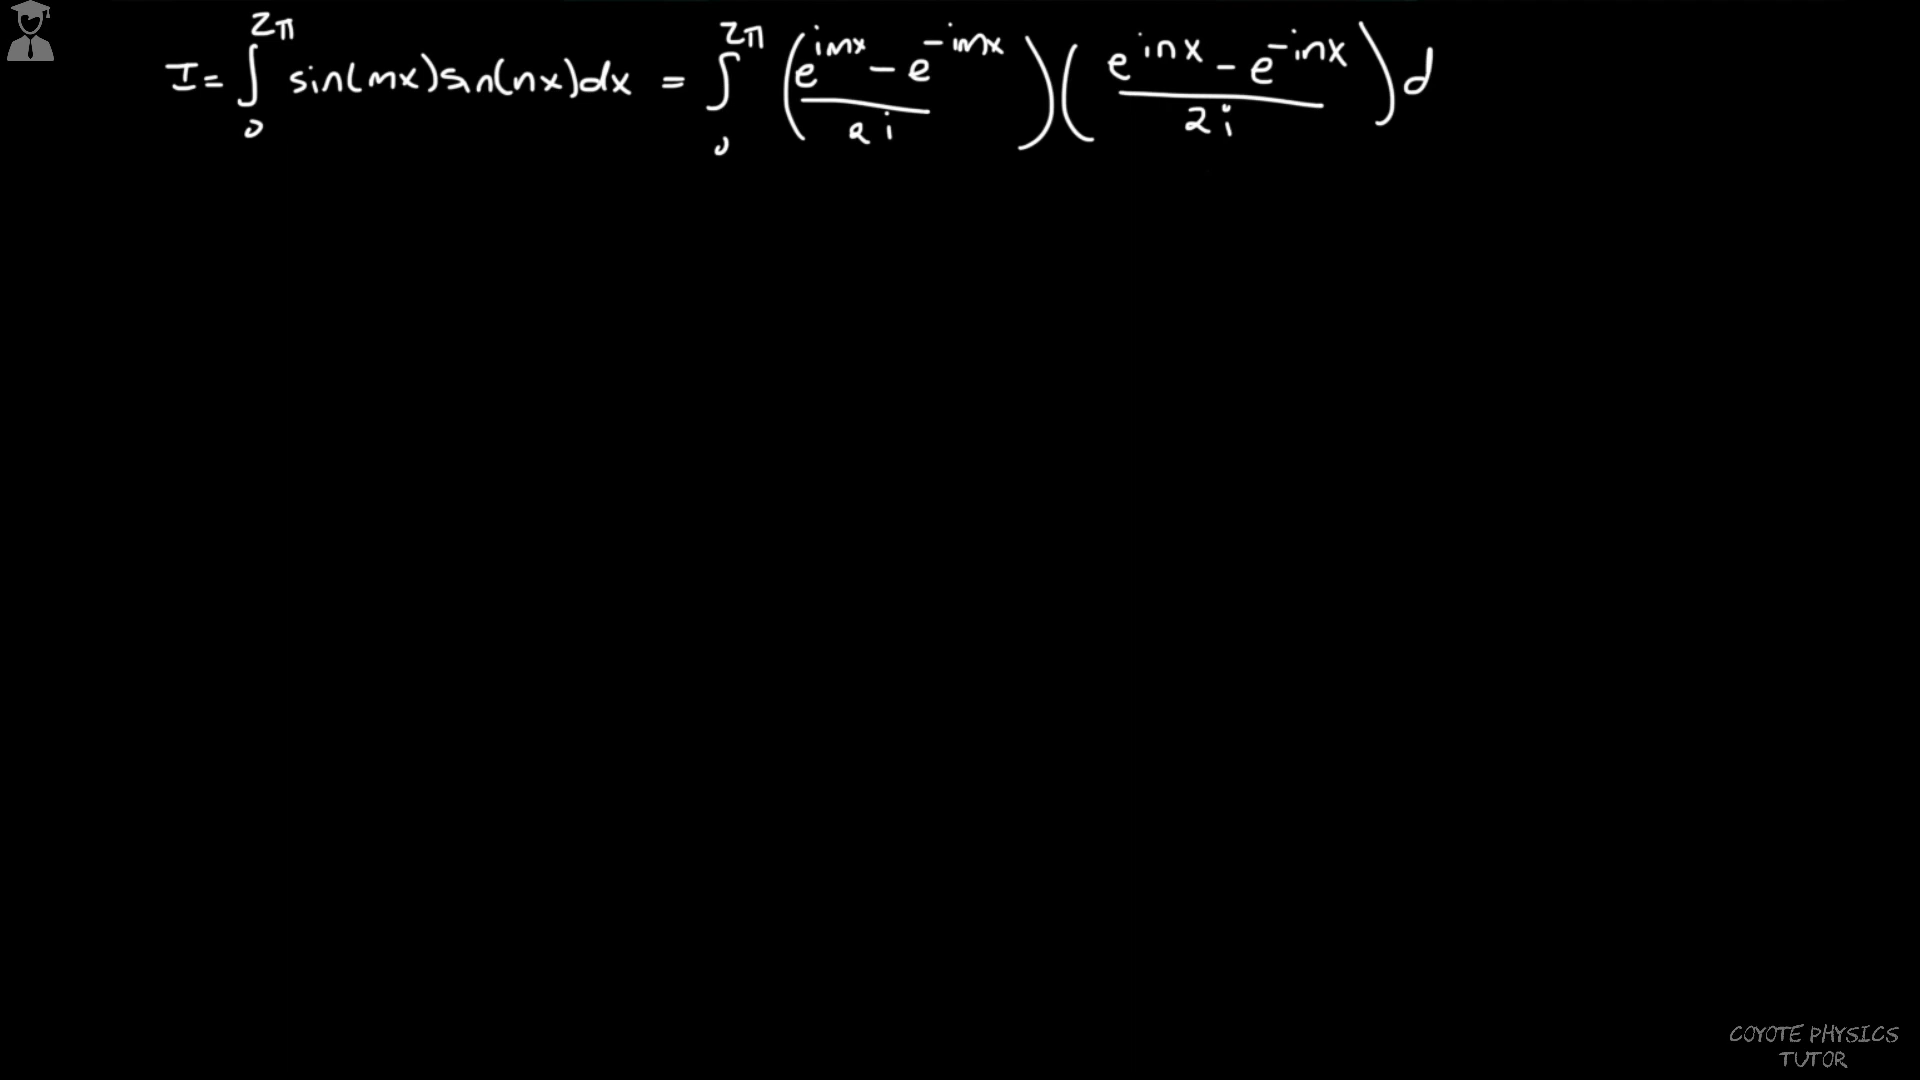 I = ∫₀^{2π} sin(mx)sin(nx)dx = ∫₀^{2π} ((e^{imx} - e^{-imx})/2i)((e^{inx} - e^{-inx})/2i)d
COYOTE PHYSICS
TUTOR